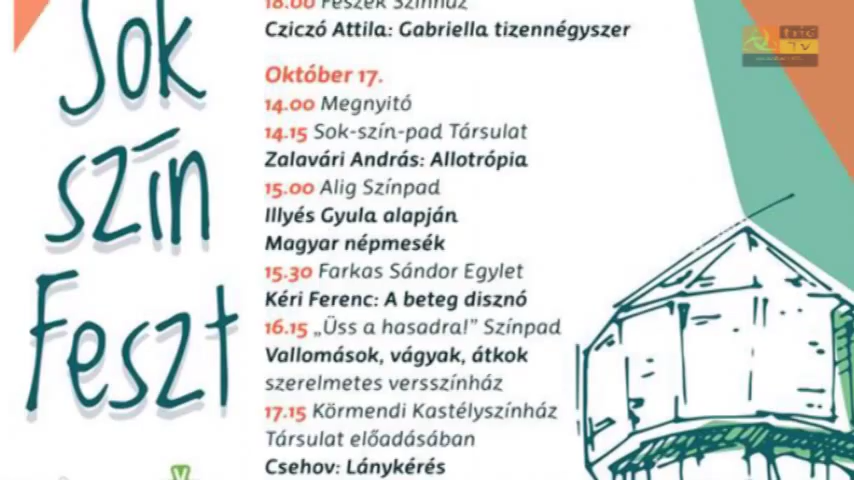 Sok
szín
Feszt
18.00 Fészek Színház
Cziczó Attila: Gabriella tizennégyszer
Október 17.
14.00 Megnyitó
14.15 Sok-szín-pad Társulat
Zalavári András: Allotrópia
15.00 Alig Színpad
Illyés Gyula alapján
Magyar népmesék
15.30 Farkas Sándor Egylet
Kéri Ferenc: A beteg disznó
16.15 „Üss a hasadra!” Színpad
Vallomások, vágyak, átkok
szerelmetes versszínház
17.15 Körmendi Kastélyszínház
Társulat előadásában
Csehov: Lánykérés
TV